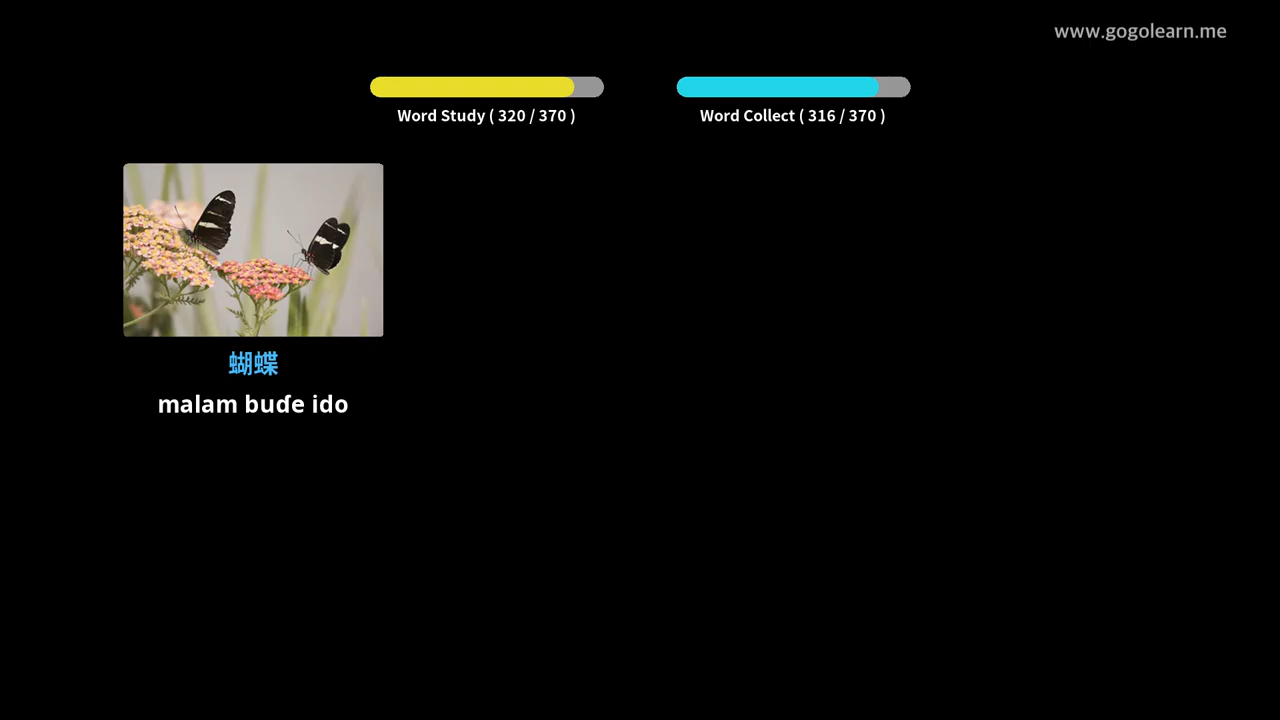 www.gogolearn.me
Word Study ( 320 / 370 )
Word Collect ( 316 / 370 )
蝴蝶
malam buɗe ido